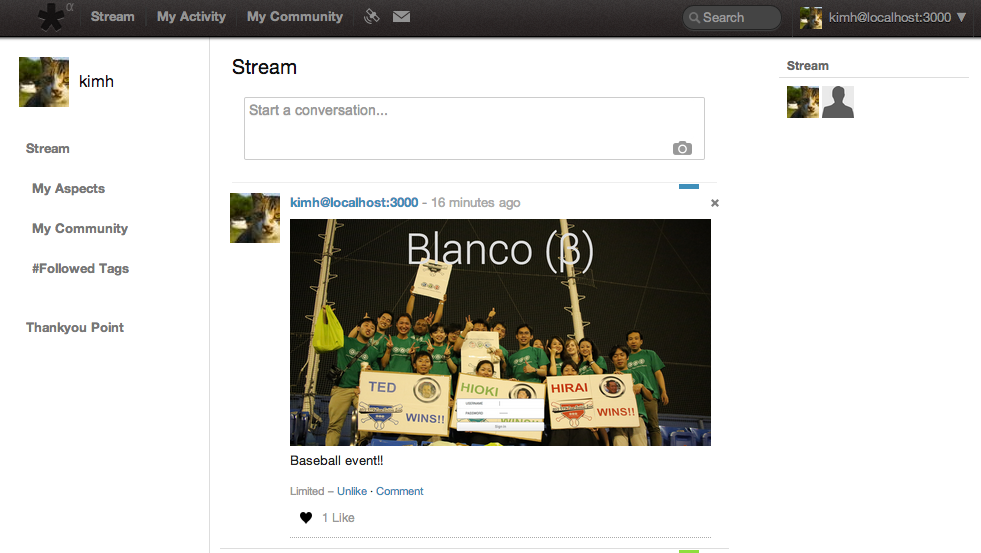 α
Stream
My Activity
My Community
Search
kimh@localhost:3000 ▼
kimh
Stream
My Aspects
My Community
#Followed Tags
Thankyou Point
Stream
Start a conversation...
kimh@localhost:3000 - 16 minutes ago
Blanco (β)
TED
WINS!!
HIOKI
HIRAI
WINS!!
USERNAME
PASSWORD
Sign in
Baseball event!!
Limited – Unlike · Comment
1 Like
Stream